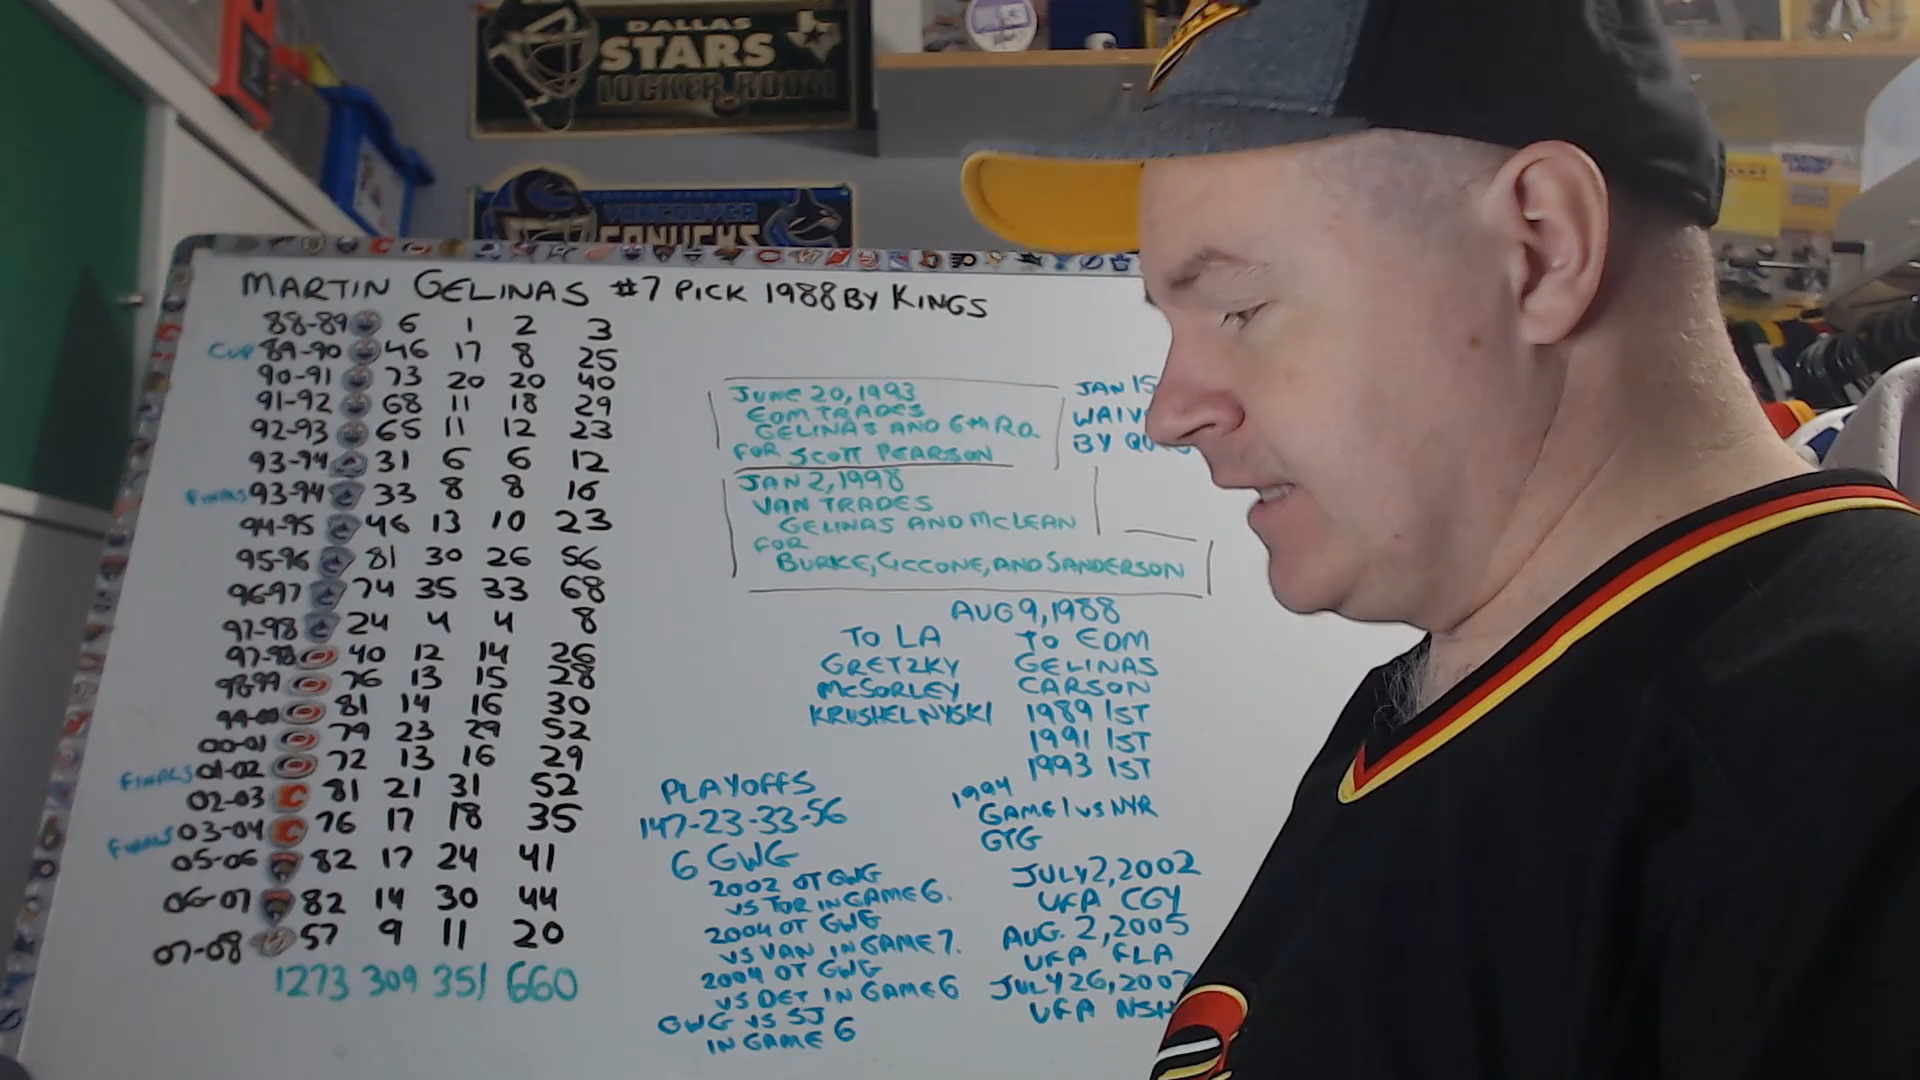 DALLAS
STARS
LOCKER ROOM
VANCOUVER
CANUCKS
MARTIN GELINAS #7 PICK 1988 BY KINGS
88-89 6 1 2 3
CUP 89-90 46 17 8 25
90-91 73 20 20 40
91-92 68 11 18 29
92-93 65 11 12 23
93-94 31 6 6 12
FINALS 93-94 33 8 8 16
94-95 46 13 10 23
95-96 81 30 26 56
96-97 74 35 33 68
97-98 24 4 4 8
97-98 40 12 14 26
98-99 76 13 15 28
99-00 81 14 16 30
00-01 79 23 29 52
FINALS 01-02 72 13 16 29
02-03 81 21 31 52
FINALS 03-04 76 17 18 35
05-06 82 17 24 41
06-07 82 14 30 44
07-08 57 9 11 20
1273 309 351 660
JUNE 20, 1993
EDM TRADES
GELINAS AND 6TH RD.
FOR SCOTT PEARSON
JAN 15
WAIV
BY QU
JAN 2, 1998
VAN TRADES
GELINAS AND MCLEAN
FOR
BURKE, CICCONE, AND SANDERSON
AUG 9, 1988
TO LA TO EDM
GRETZKY GELINAS
McSORLEY CARSON
KRUSHELNYSKI 1989 1ST
1991 1ST
1993 1ST
PLAYOFFS
147-23-33-56
6 GWG
2002 OT GWG
VS TOR IN GAME 6.
2004 OT GWG
VS VAN IN GAME 7.
2004 OT GWG
VS DET IN GAME 6
GWG VS SJ
IN GAME 6
1994
GAME 1 VS NYR
GTG
JULY 2, 2002
UFA CGY
AUG. 2, 2005
UFA FLA
JULY 26, 2007
UFA NSH